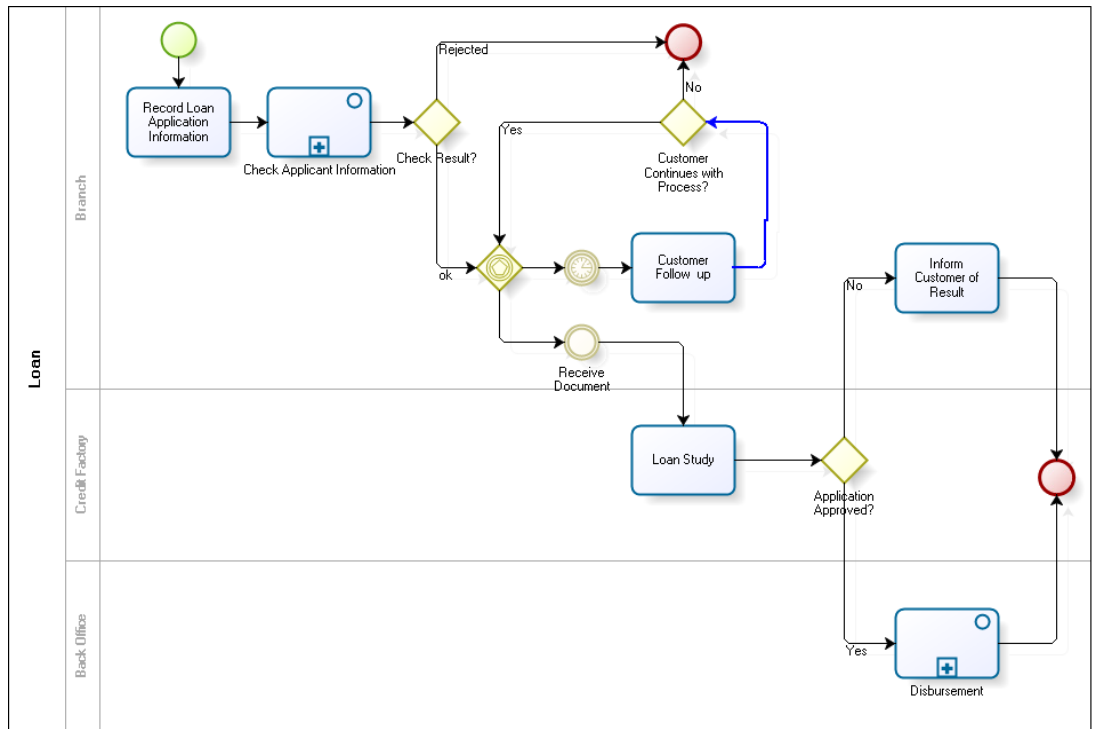 Loan
Branch
Credit Factory
Back Office
Record Loan
Application
Information
Check Applicant Information
Check Result?
Rejected
ok
No
Yes
Customer
Continues with
Process?
Customer
Follow up
Receive
Document
Loan Study
Application
Approved?
No
Inform
Customer of
Result
Yes
Disbursement